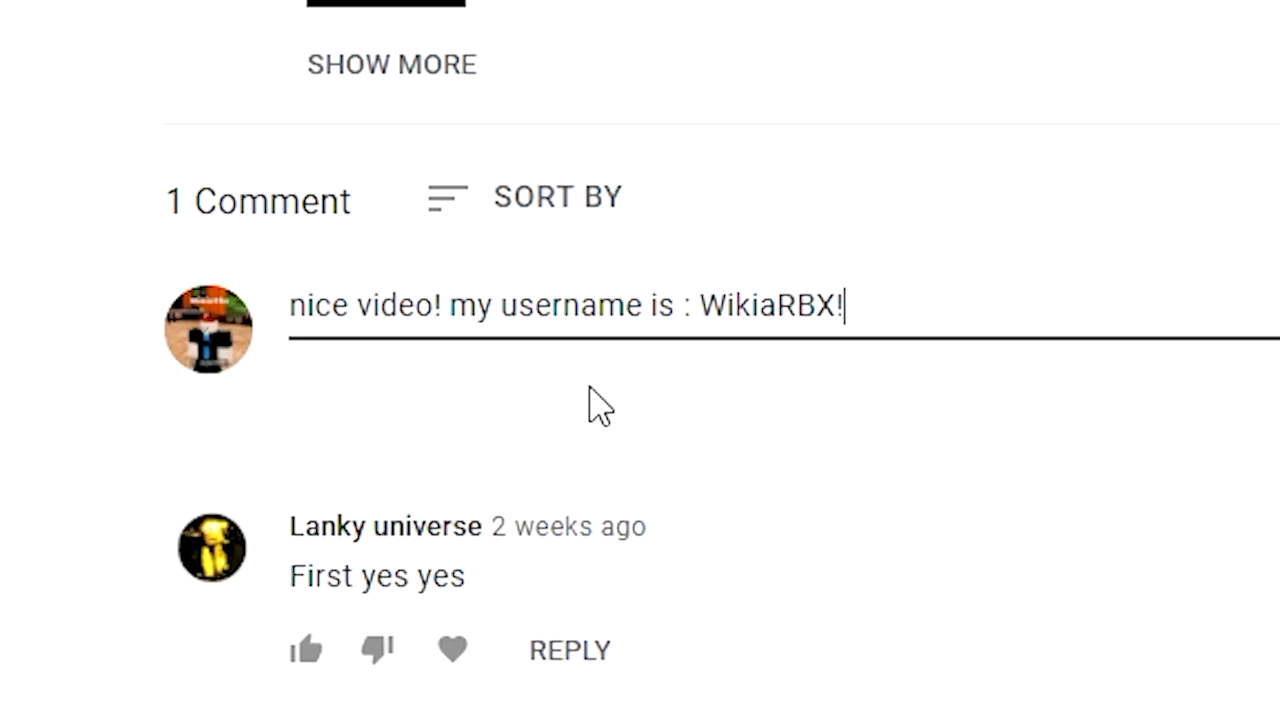 SHOW MORE
1 Comment
SORT BY
nice video! my username is : WikiaRBX!
Lanky universe 2 weeks ago
First yes yes
REPLY